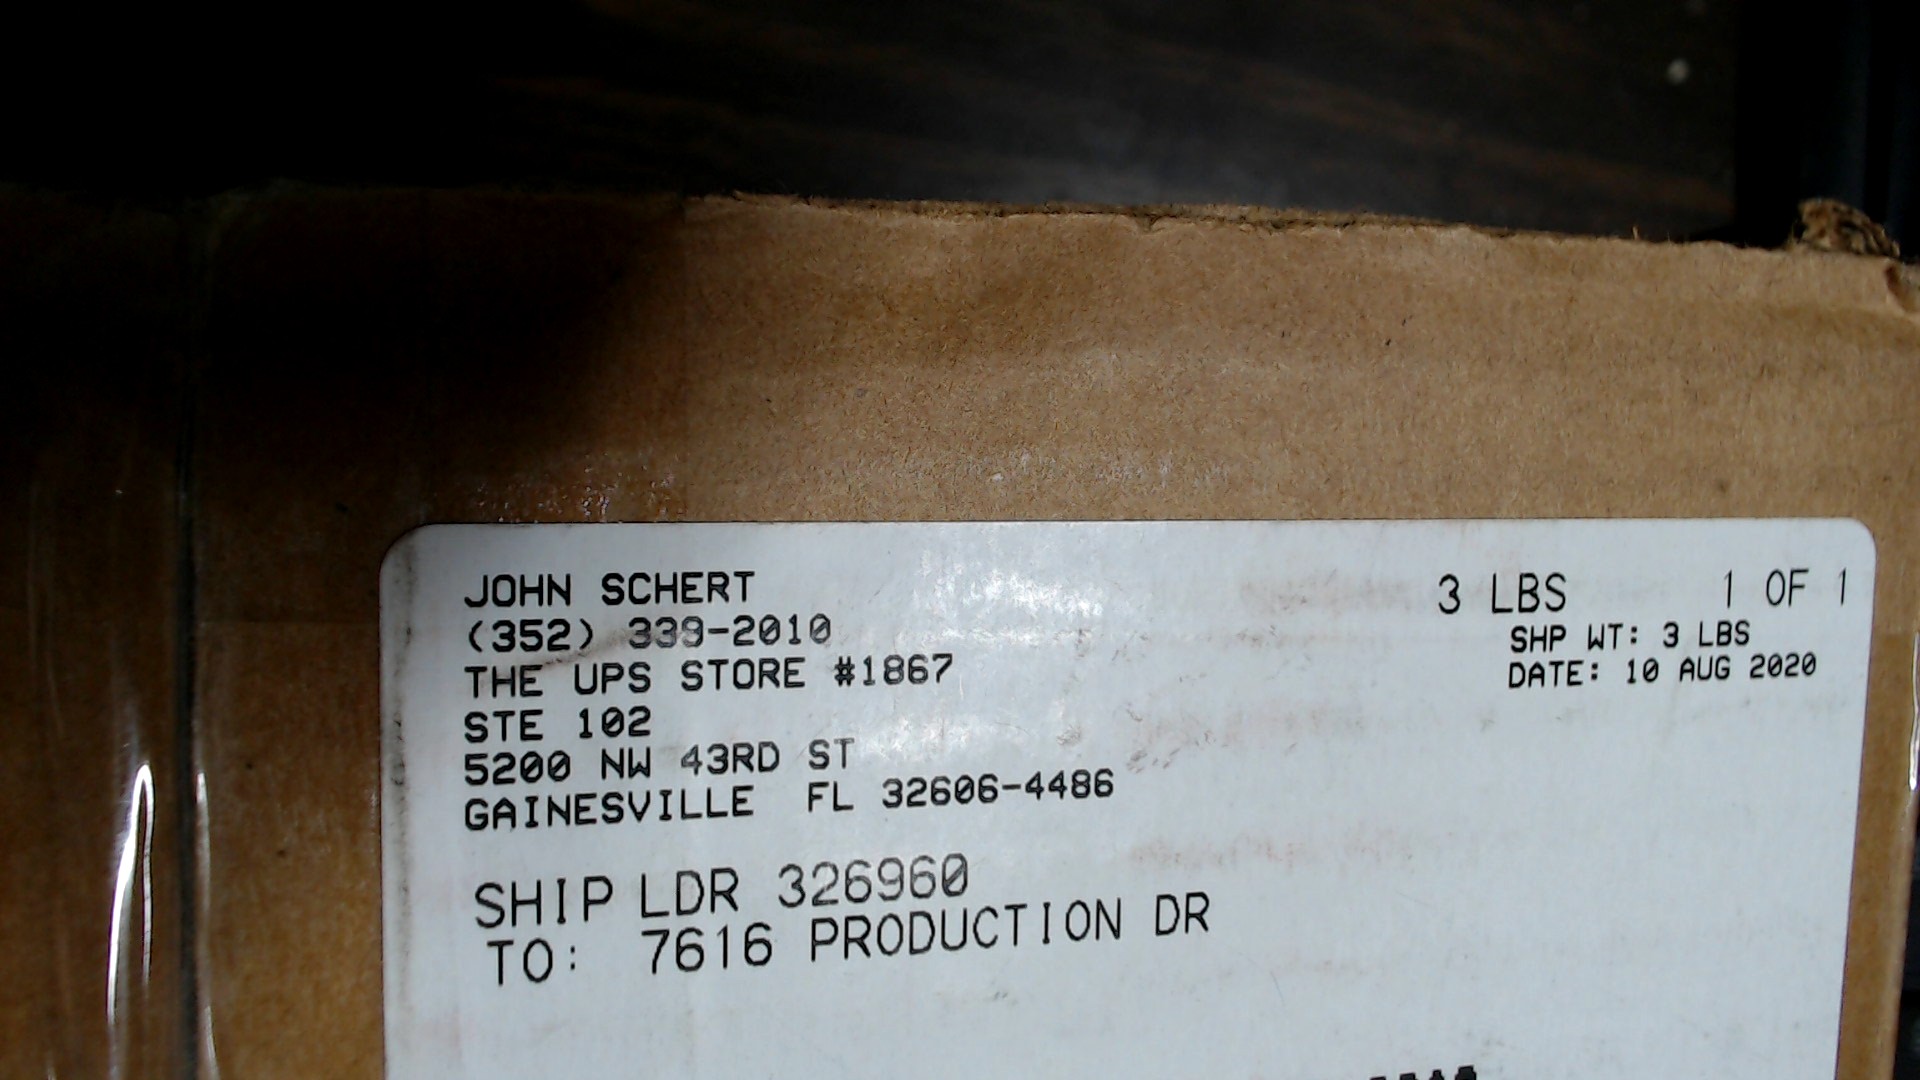 JOHN SCHERT
(352) 339-2010
THE UPS STORE #1867
STE 102
5200 NW 43RD ST
GAINESVILLE FL 32606-4486
3 LBS 1 OF 1
SHP WT: 3 LBS
DATE: 10 AUG 2020
SHIP LDR 326960
TO: 7616 PRODUCTION DR